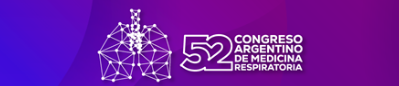 52
CONGRESO
ARGENTINO
DE MEDICINA
RESPIRATORIA